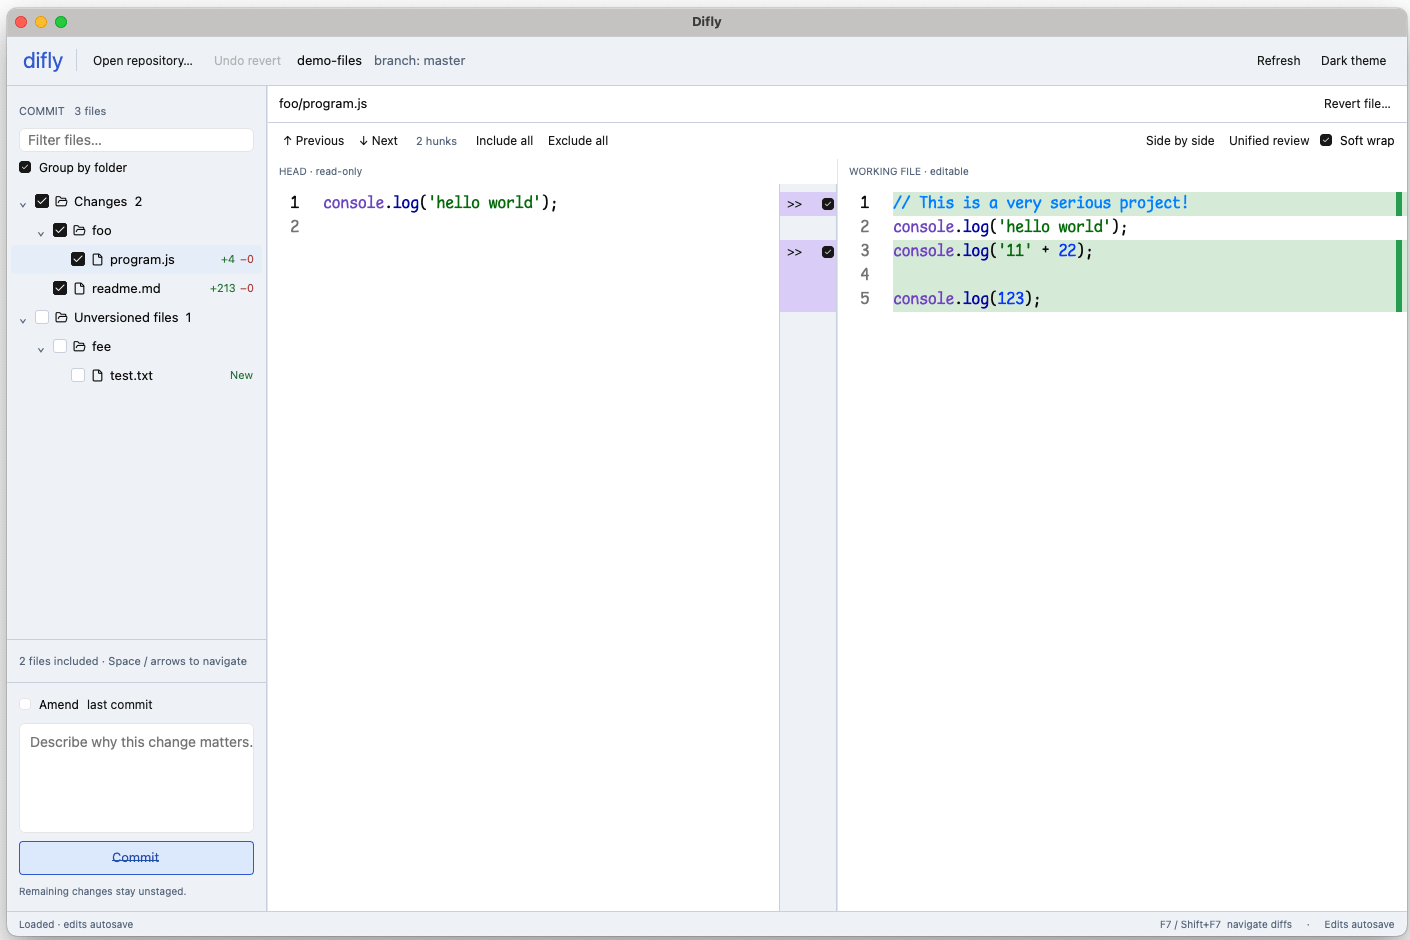 Difly
difly Open repository... Undo revert demo-files branch: master Refresh Dark theme
COMMIT 3 files
Filter files...
Group by folder
Changes 2
foo
program.js +4 −0
readme.md +213 −0
Unversioned files 1
fee
test.txt New
2 files included · Space / arrows to navigate
Amend last commit
Describe why this change matters.
Commit
Remaining changes stay unstaged.
foo/program.js Revert file...
↑ Previous ↓ Next 2 hunks Include all Exclude all Side by side Unified review Soft wrap
HEAD · read-only
1 console.log('hello world');
2
>>
>>
WORKING FILE · editable
1 // This is a very serious project!
2 console.log('hello world');
3 console.log('11' + 22);
4
5 console.log(123);
Loaded · edits autosave F7 / Shift+F7 navigate diffs · Edits autosave